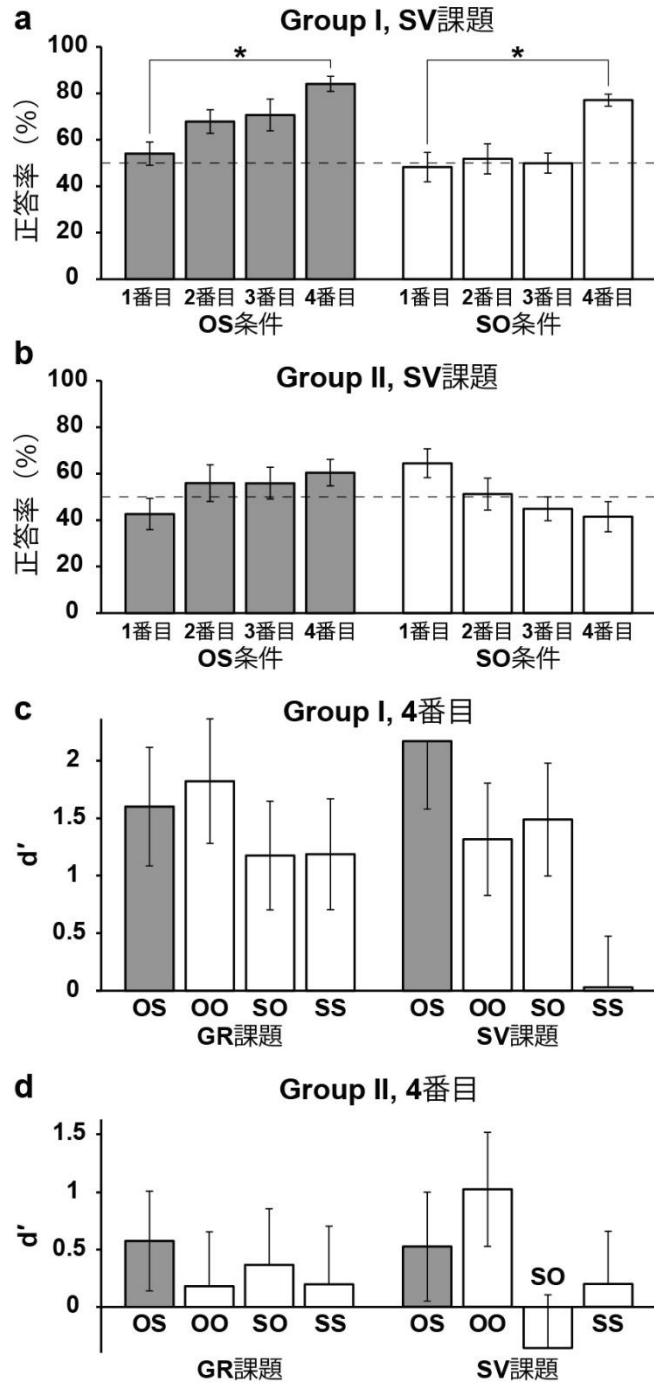 a
Group I, SV課題
正答率（%）
100
80
60
40
20
0
*
*
1番目 2番目 3番目 4番目 1番目 2番目 3番目 4番目
OS条件 SO条件
b
Group II, SV課題
正答率（%）
100
80
60
40
20
0
1番目 2番目 3番目 4番目 1番目 2番目 3番目 4番目
OS条件 SO条件
c
Group I, 4番目
d′
2
1.5
1
0.5
0
OS OO SO SS OS OO SO SS
GR課題 SV課題
d
Group II, 4番目
d′
1.5
1
0.5
0
SO
OS OO SO SS OS OO SS
GR課題 SV課題